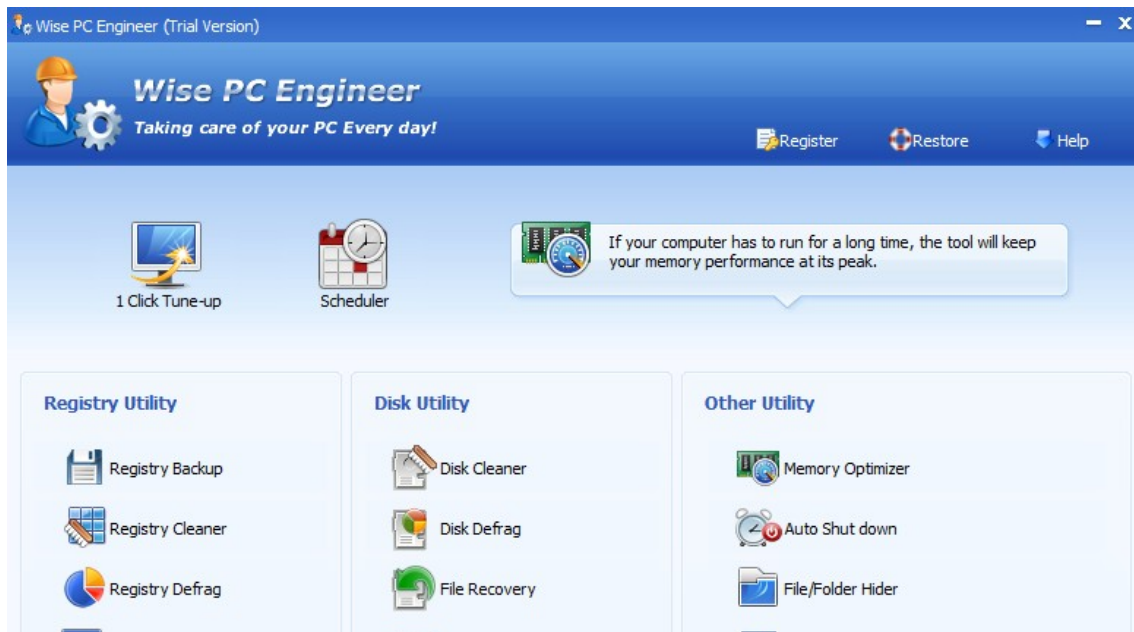 Wise PC Engineer (Trial Version)
Wise PC Engineer
Taking care of your PC Every day!
Register
Restore
Help
1 Click Tune-up
Scheduler
If your computer has to run for a long time, the tool will keep
your memory performance at its peak.
Registry Utility
Registry Backup
Registry Cleaner
Registry Defrag
Disk Utility
Disk Cleaner
Disk Defrag
File Recovery
Other Utility
Memory Optimizer
Auto Shut down
File/Folder Hider